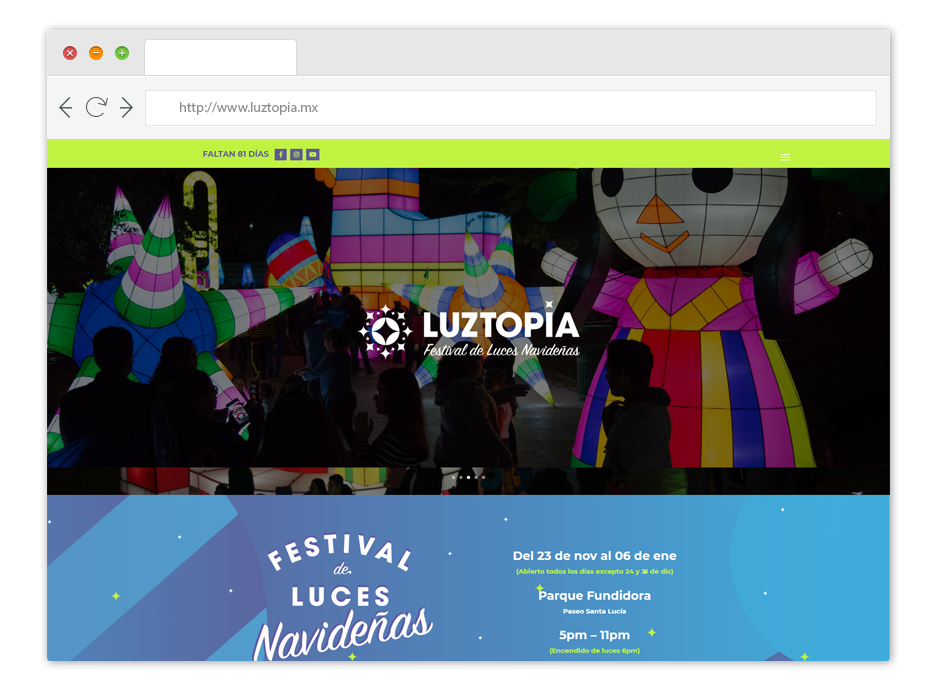 http://www.luztopia.mx
FALTAN 81 DÍAS
LUZTOPÍA
Festival de Luces Navideñas
FESTIVAL
de
LUCES
Navideñas
Del 23 de nov al 06 de ene
(Abierto todos los días excepto 24 y 31 de dic)
Parque Fundidora
Paseo Santa Lucía
5pm – 11pm
(Encendido de luces 6pm)